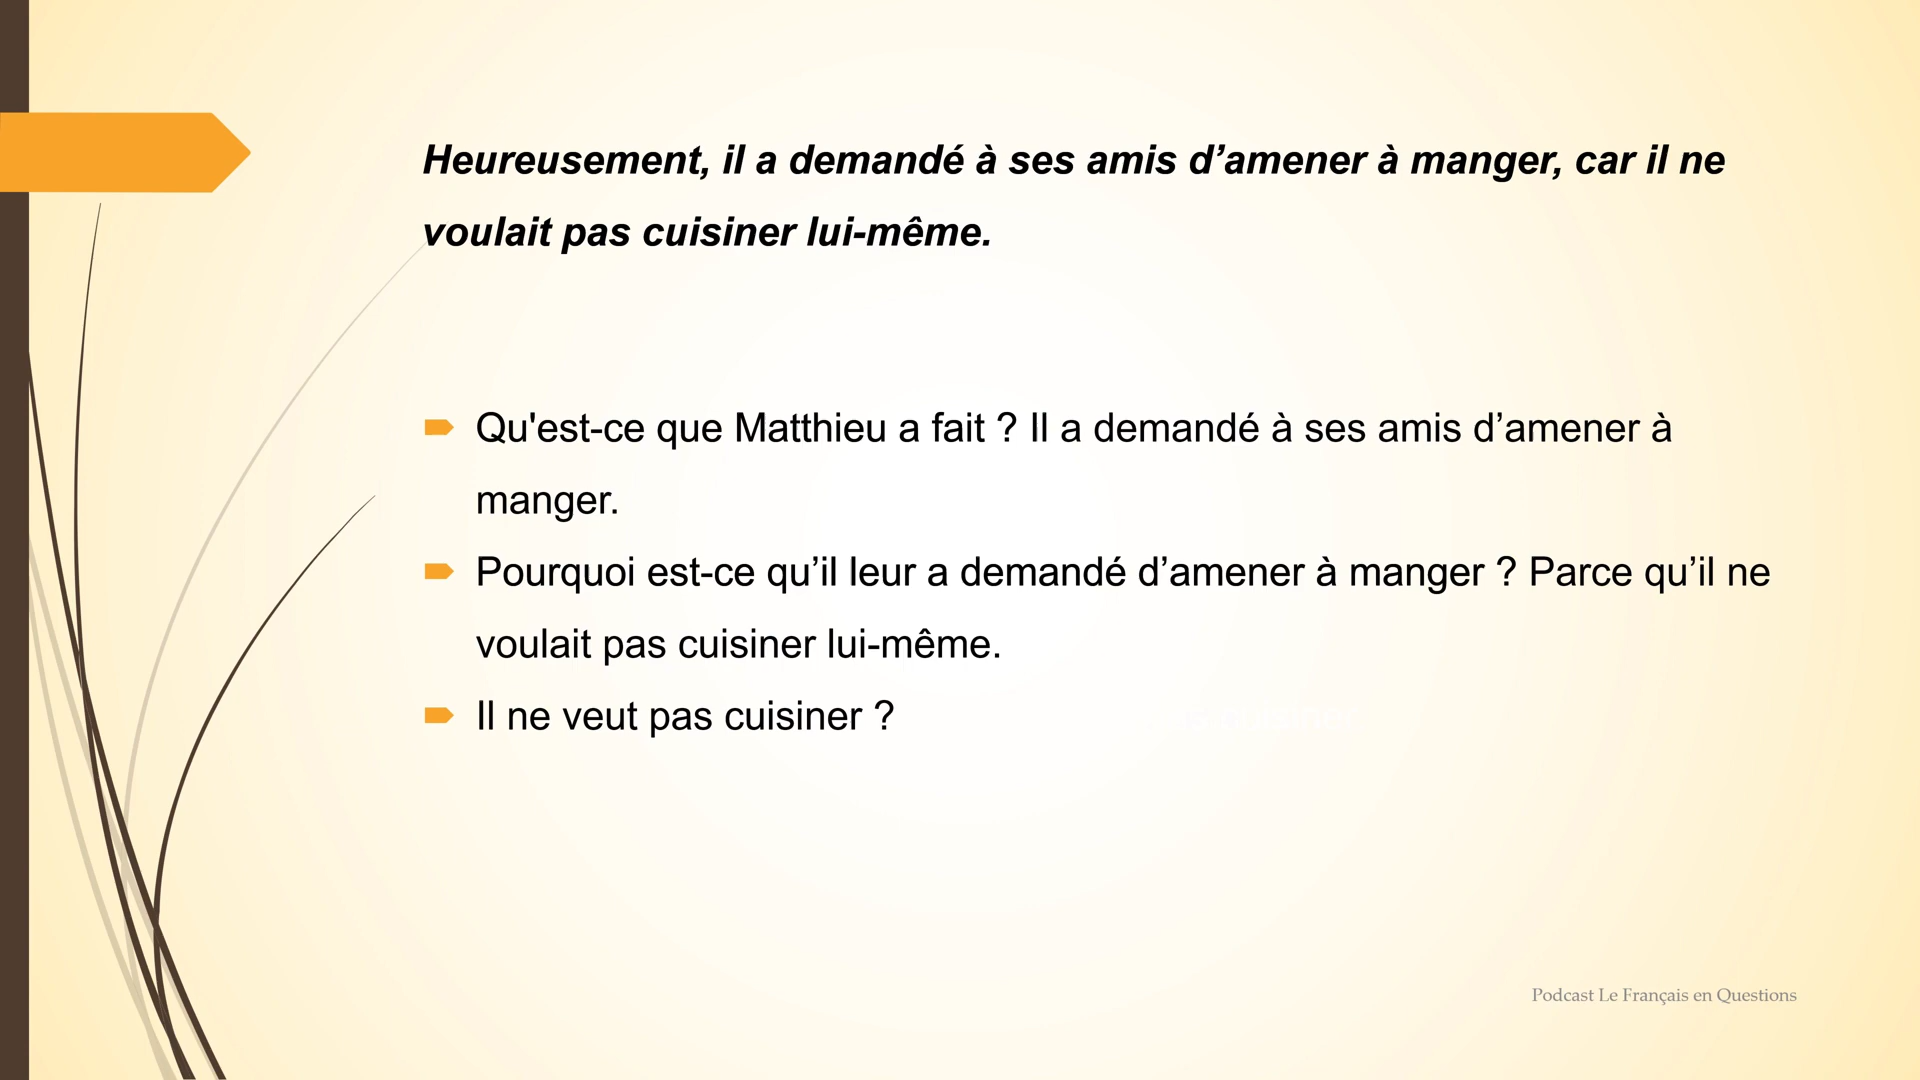 Heureusement, il a demandé à ses amis d’amener à manger, car il ne
voulait pas cuisiner lui-même.
Qu'est-ce que Matthieu a fait ? Il a demandé à ses amis d’amener à
manger.
Pourquoi est-ce qu’il leur a demandé d’amener à manger ? Parce qu’il ne
voulait pas cuisiner lui-même.
Il ne veut pas cuisiner ?
Podcast Le Français en Questions